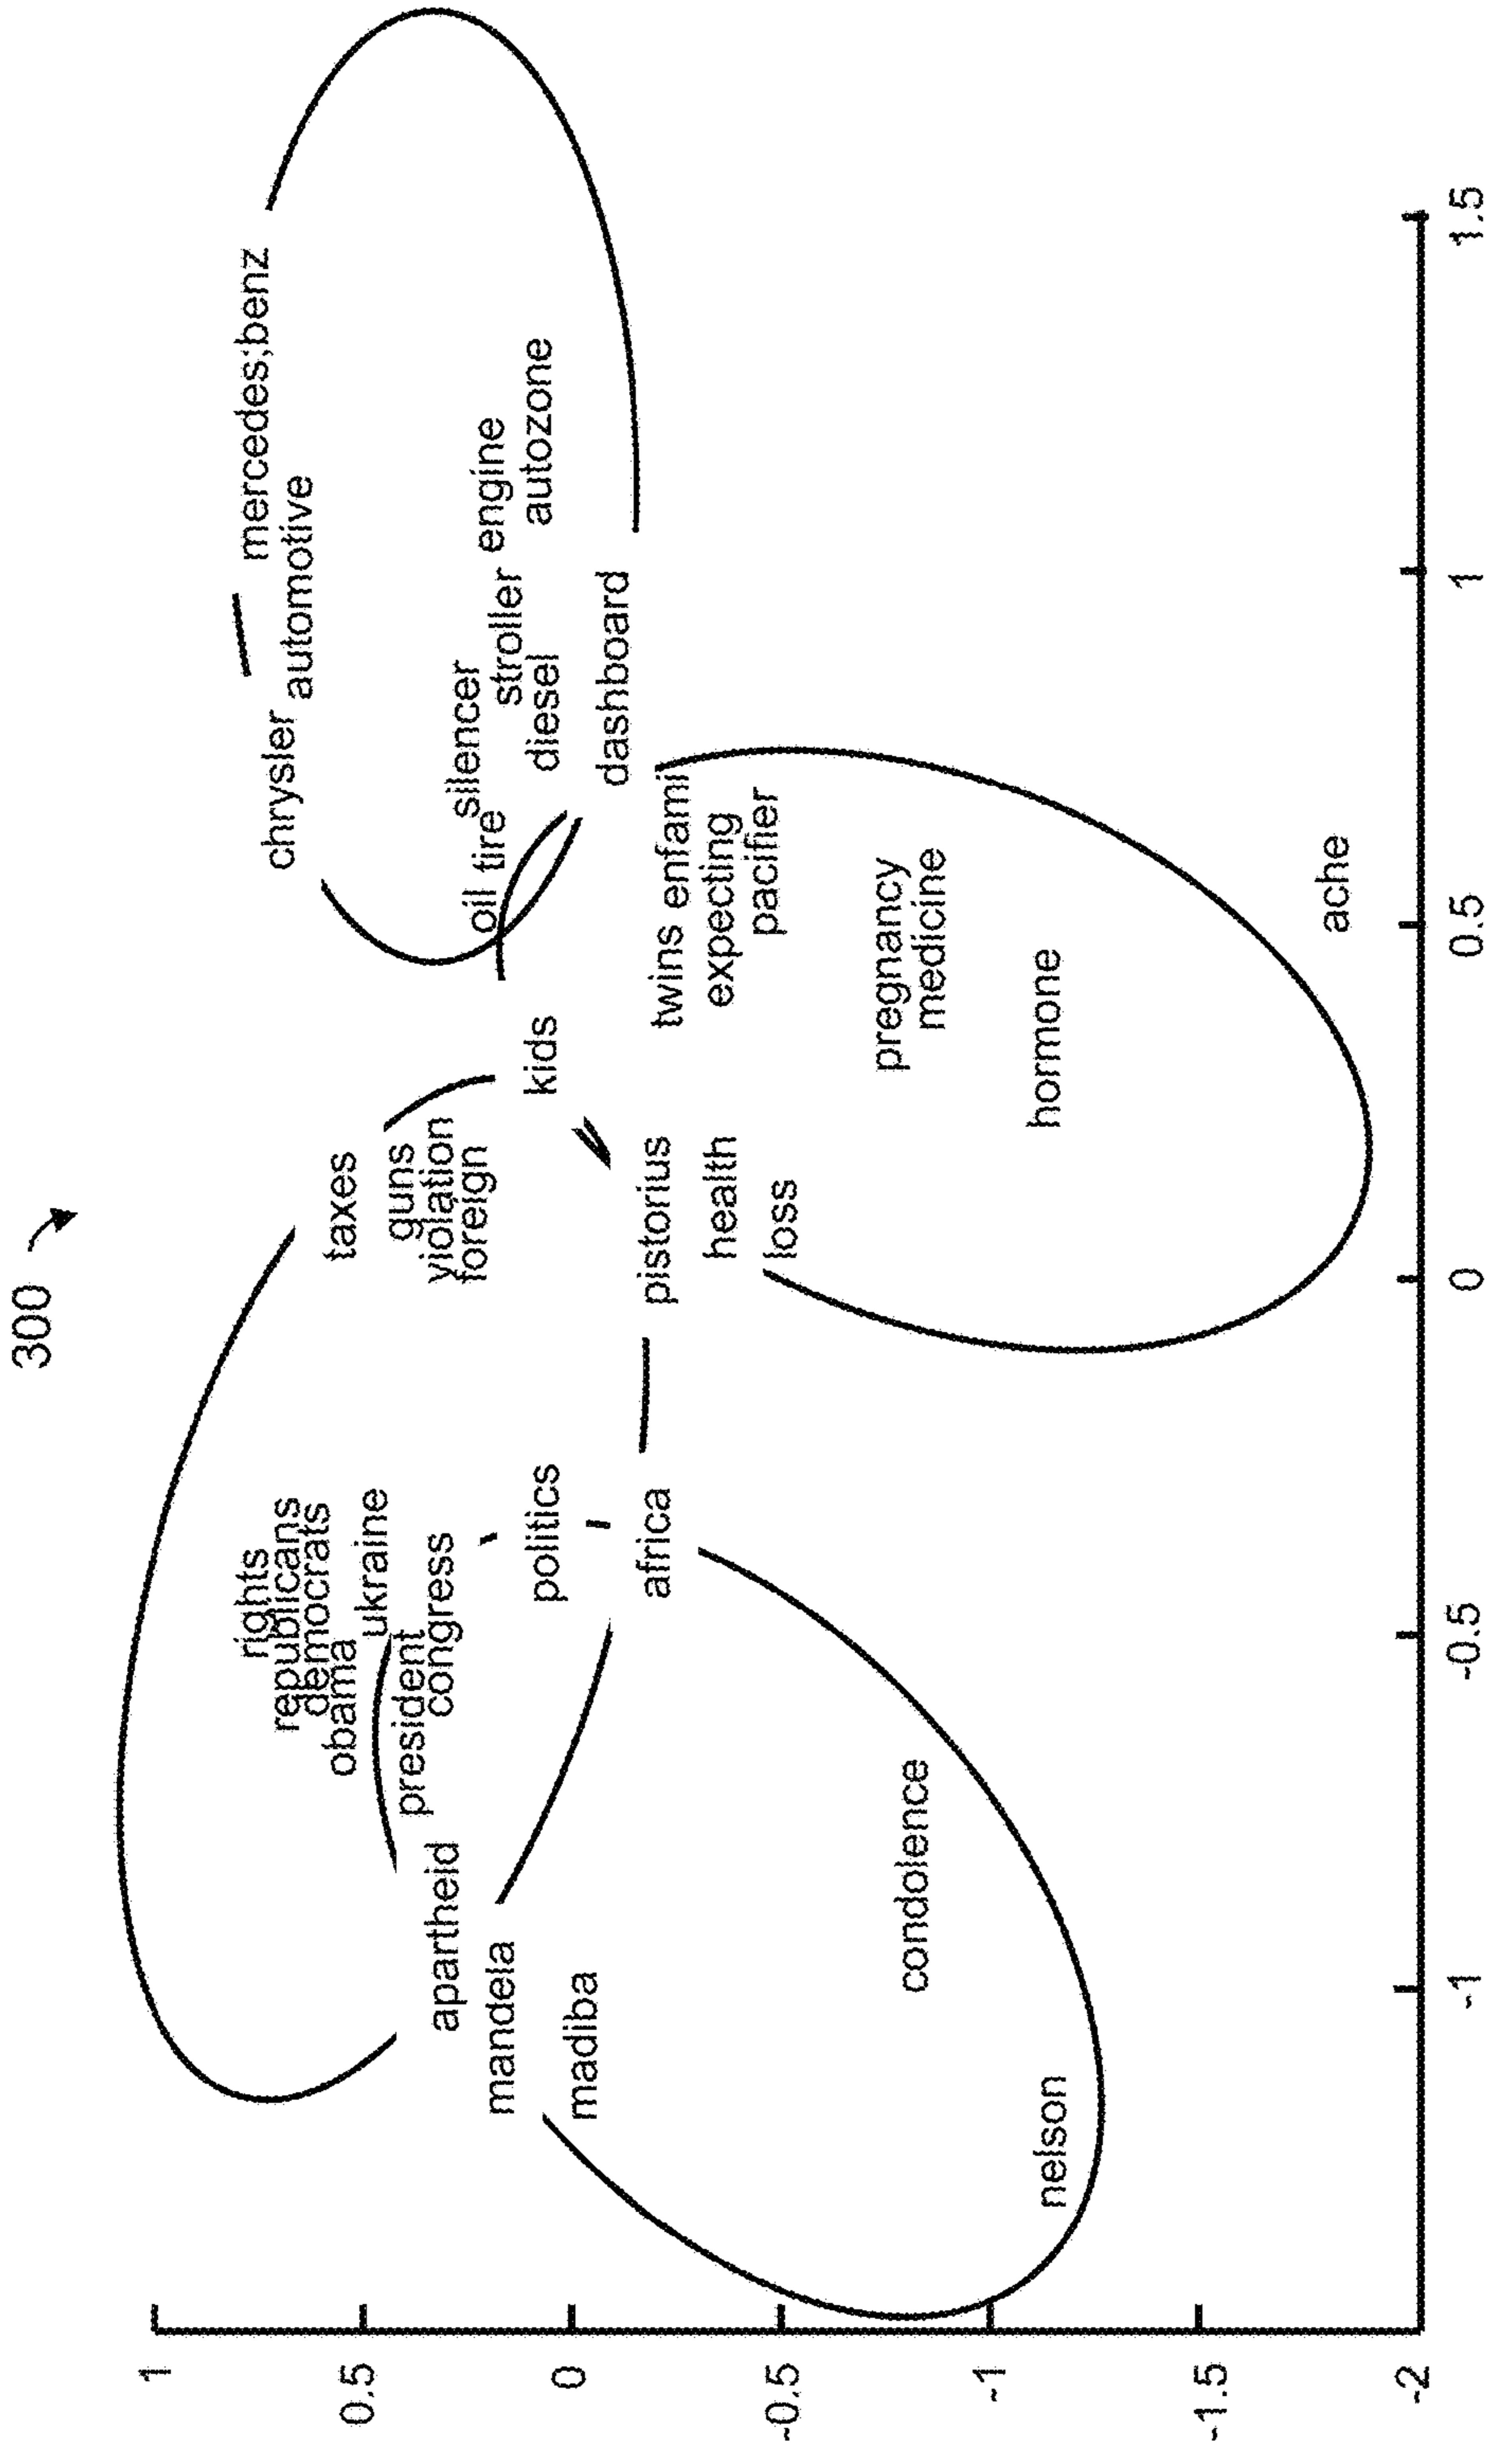 300
rights
republicans
democrats
obama
ukraine
president
congress
apartheid
mandela
madiba
politics
africa
condolence
nelson
taxes
guns
violation
foreign
kids
pistorius
health
loss
chrysler
mercedes;benz
automotive
silencer
oil tire
stroller
engine
diesel
autozone
dashboard
twins enfami
expecting
pacifier
pregnancy
medicine
hormone
ache
1
0.5
0
-0.5
-1
-1.5
-2
-1
-0.5
0
0.5
1
1.5